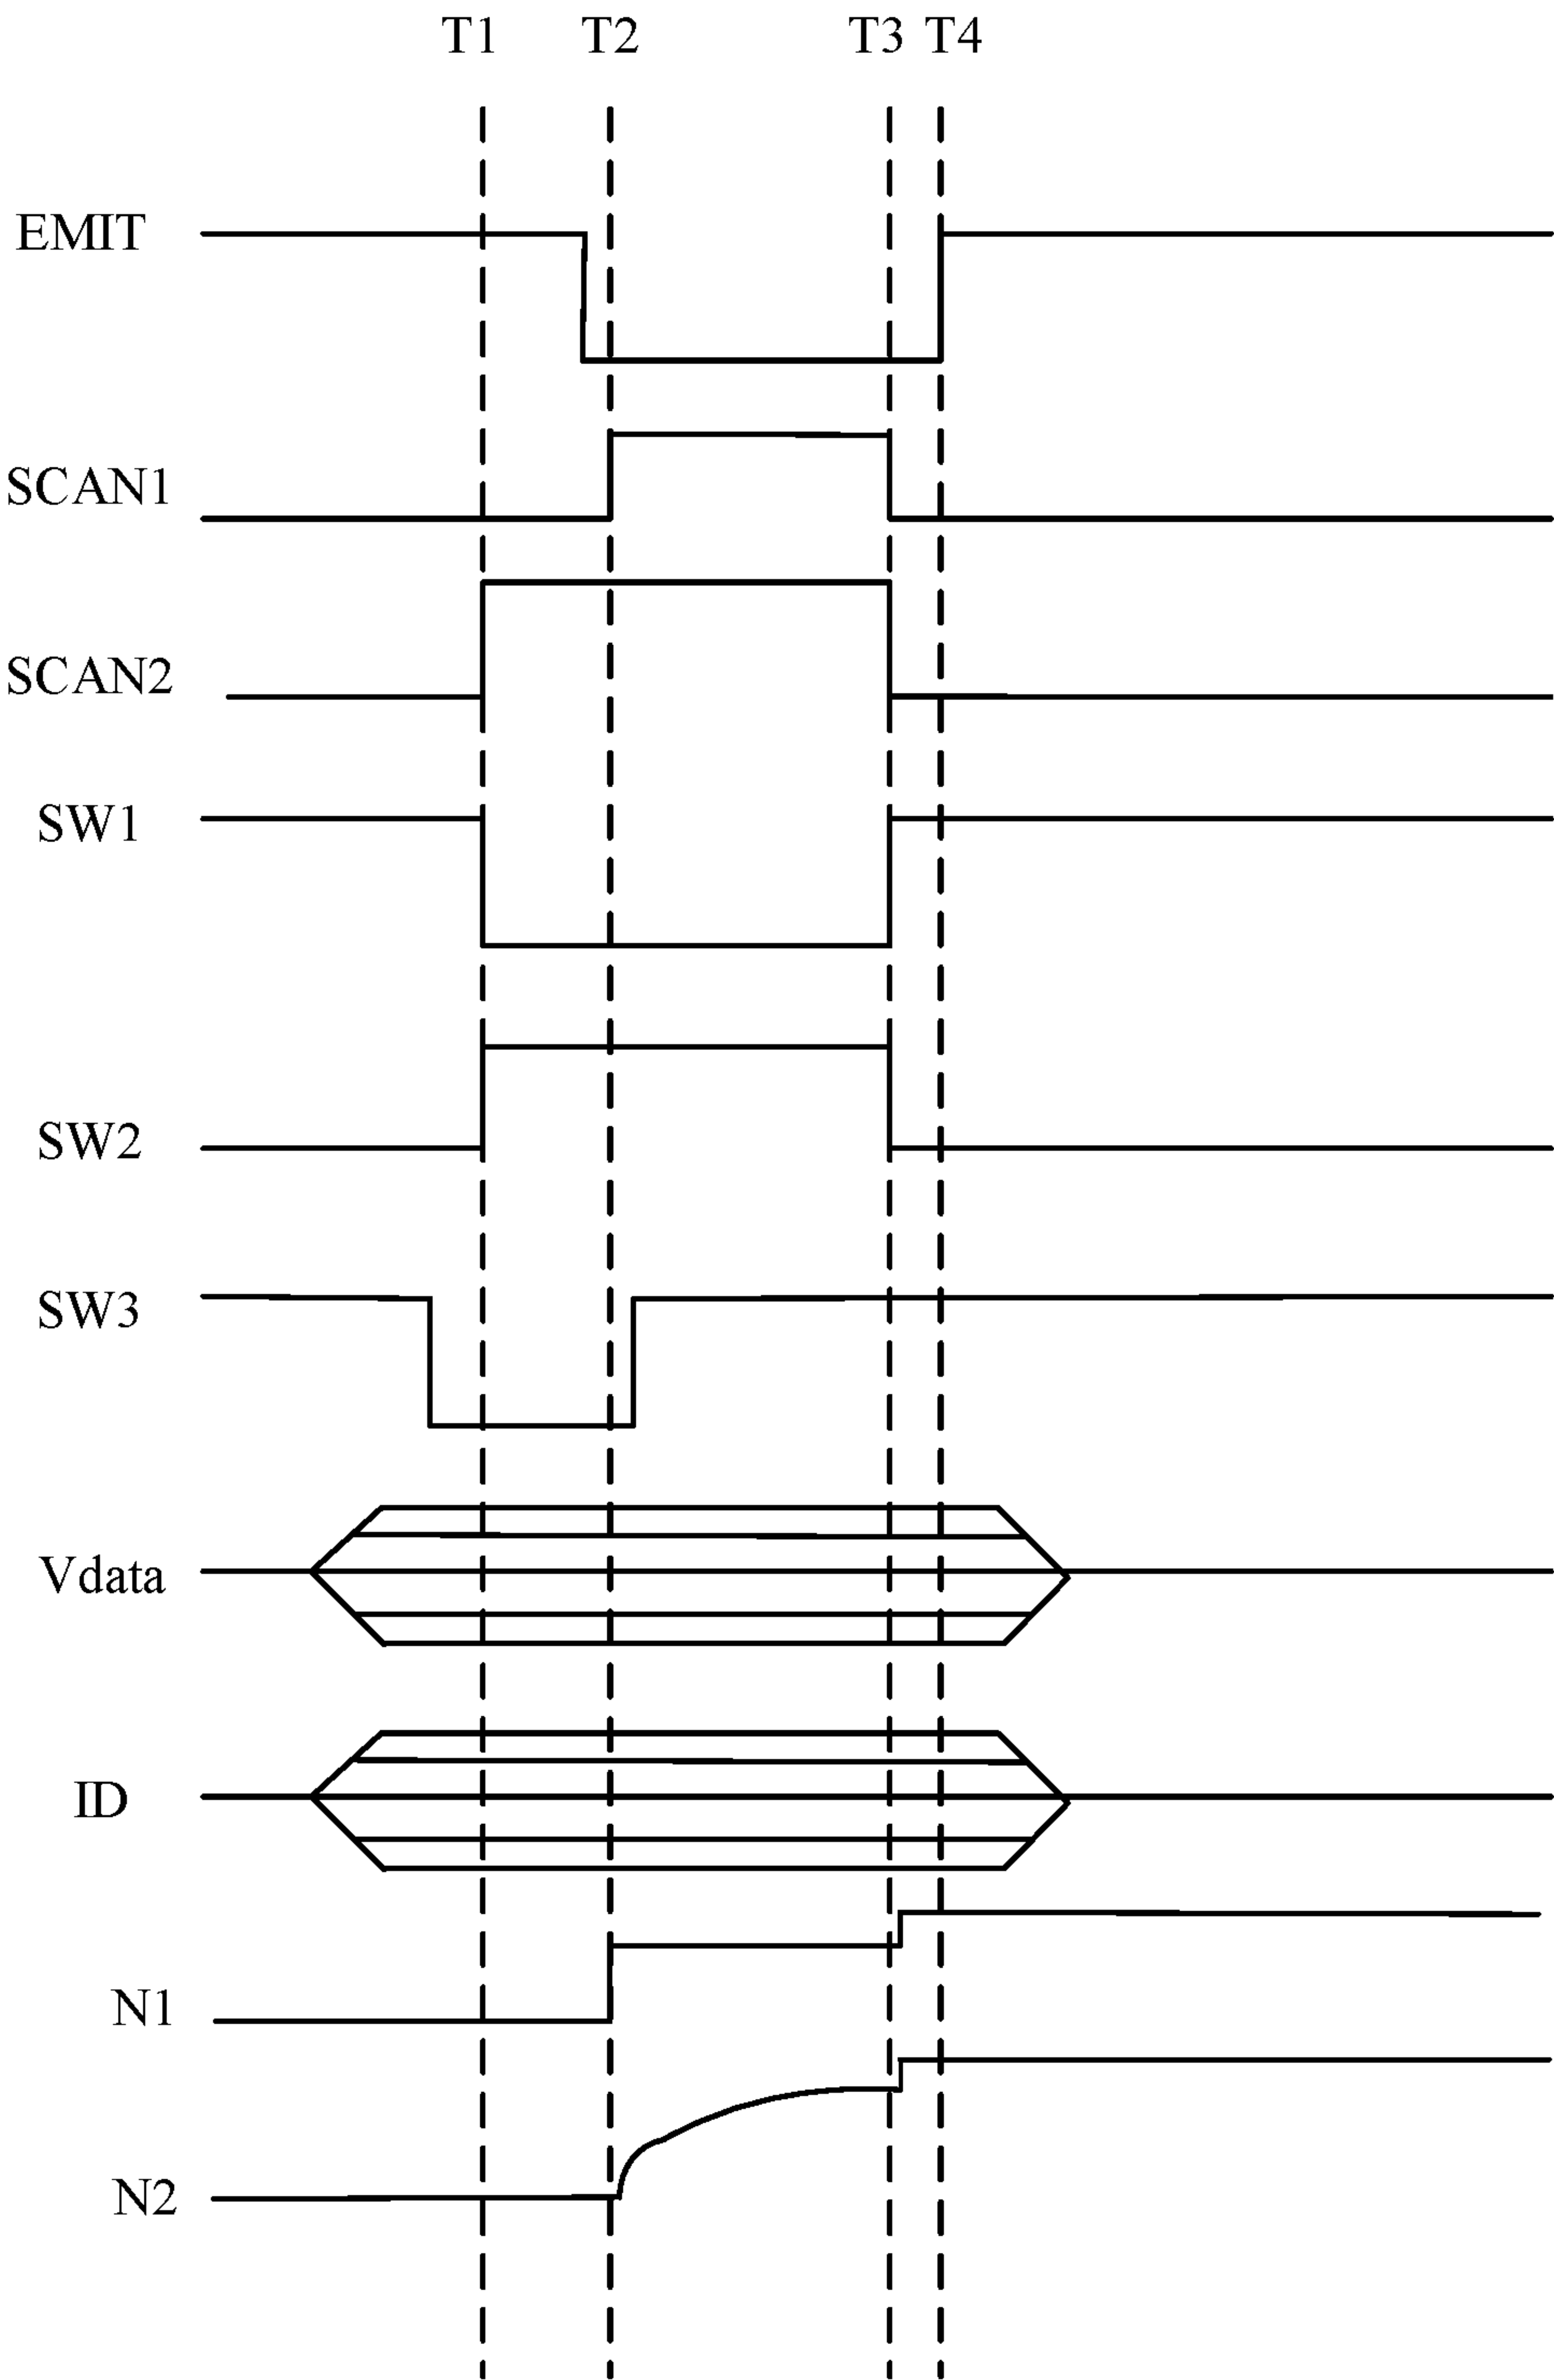 T1 T2 T3 T4
EMIT
SCAN1
SCAN2
SW1
SW2
SW3
Vdata
ID
N1
N2